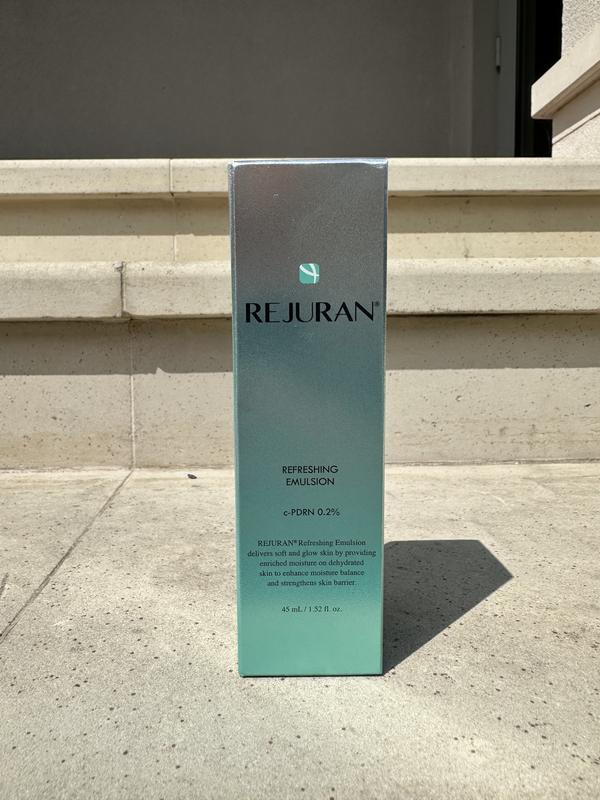 REJURAN®
REFRESHING
EMULSION
c-PDRN 0.2%
REJURAN® Refreshing Emulsion
delivers soft and glow skin by providing
enriched moisture on dehydrated
skin to enhance moisture balance
and strengthens skin barrier
45 mL / 1.52 fl. oz.